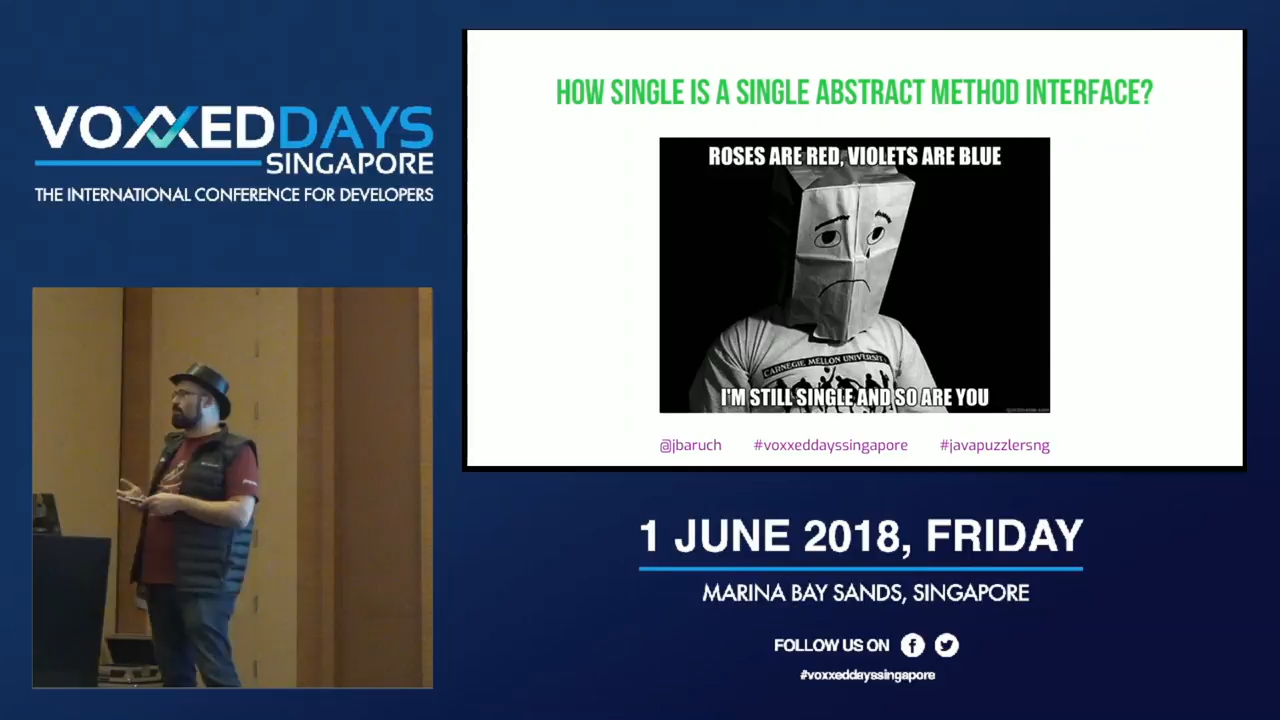 VOXXEDDAYS
SINGAPORE
THE INTERNATIONAL CONFERENCE FOR DEVELOPERS
HOW SINGLE IS A SINGLE ABSTRACT METHOD INTERFACE?
ROSES ARE RED, VIOLETS ARE BLUE
CARNEGIE MELLON UNIVERSITY
I'M STILL SINGLE AND SO ARE YOU
@jbaruch #voxxeddayssingapore #javapuzzlersng
1 JUNE 2018, FRIDAY
MARINA BAY SANDS, SINGAPORE
FOLLOW US ON
#voxxeddayssingapore